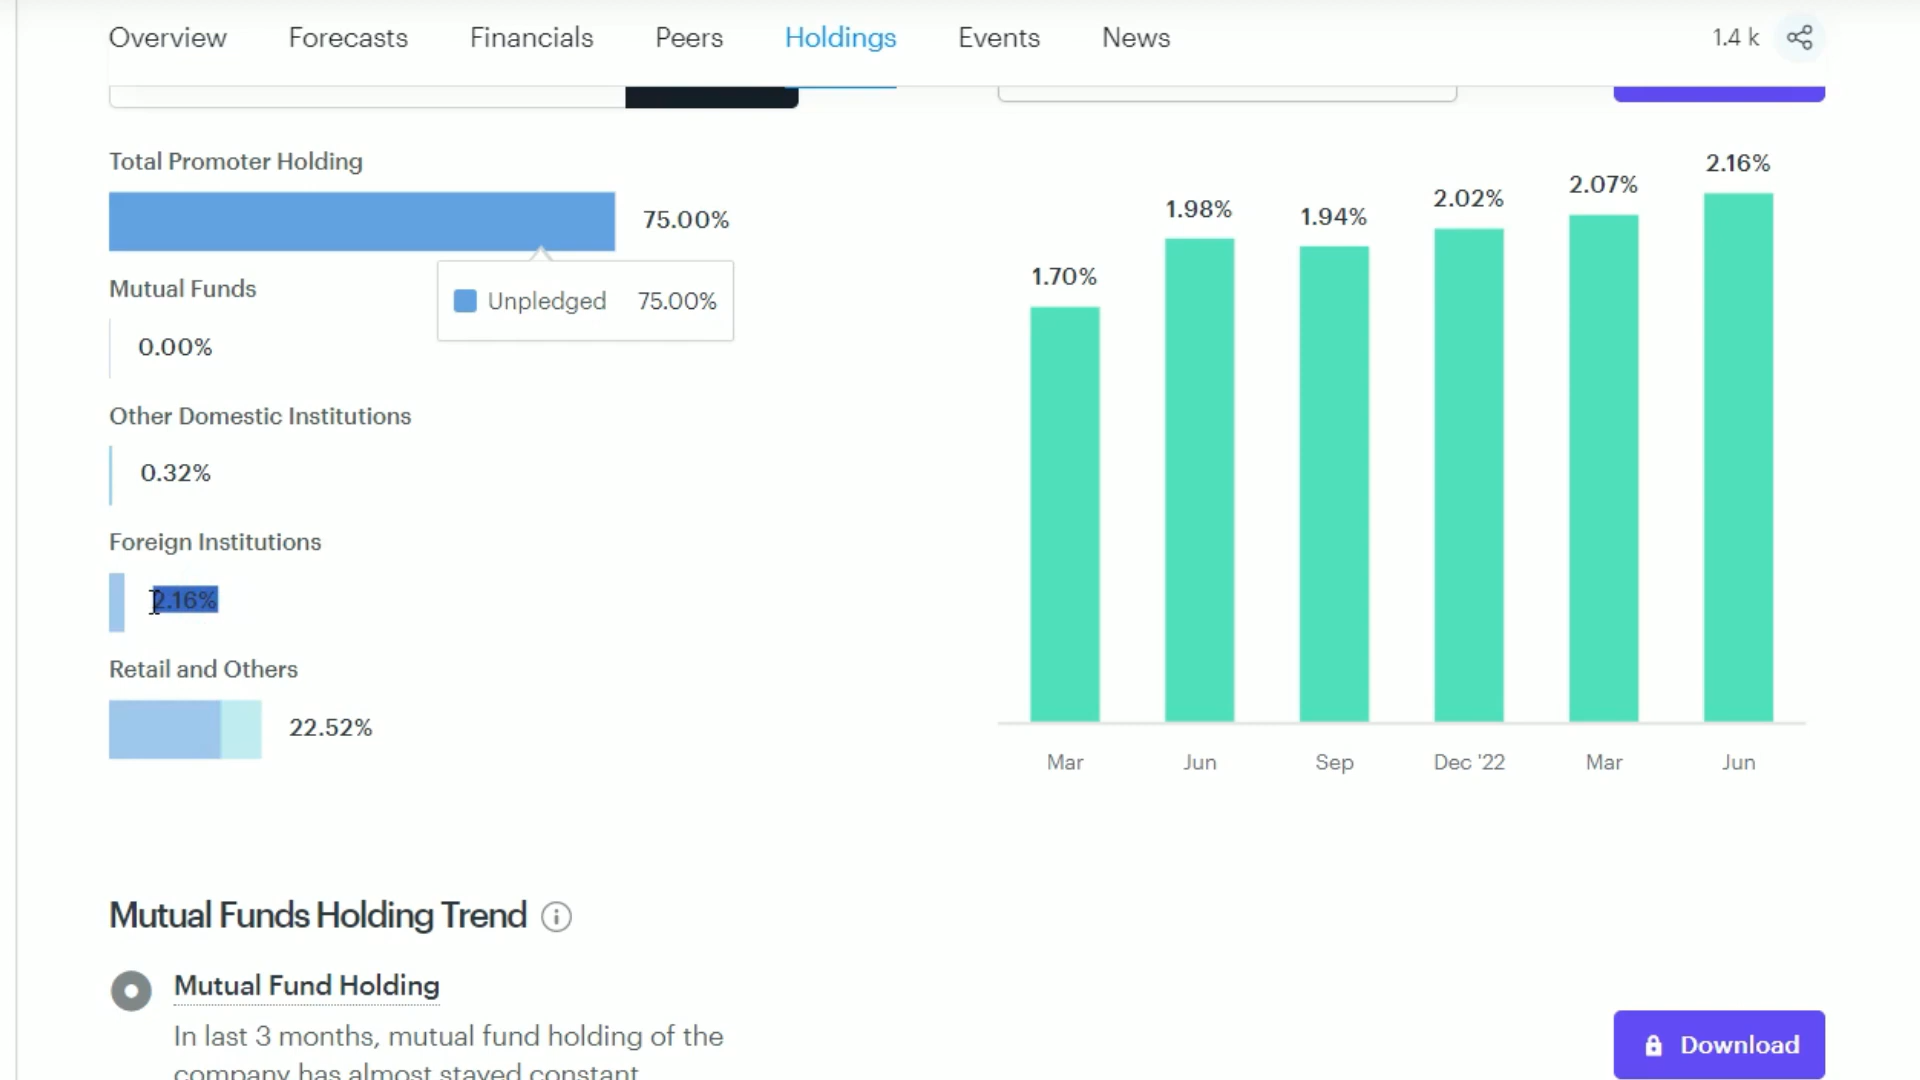 Overview Forecasts Financials Peers Holdings Events News 1.4 k
Total Promoter Holding
75.00%
Unpledged 75.00%
Mutual Funds
0.00%
Other Domestic Institutions
0.32%
Foreign Institutions
2.16%
Retail and Others
22.52%
1.70% 1.98% 1.94% 2.02% 2.07% 2.16%
Mar Jun Sep Dec '22 Mar Jun
Mutual Funds Holding Trend
Mutual Fund Holding
In last 3 months, mutual fund holding of the
company has almost stayed constant
Download